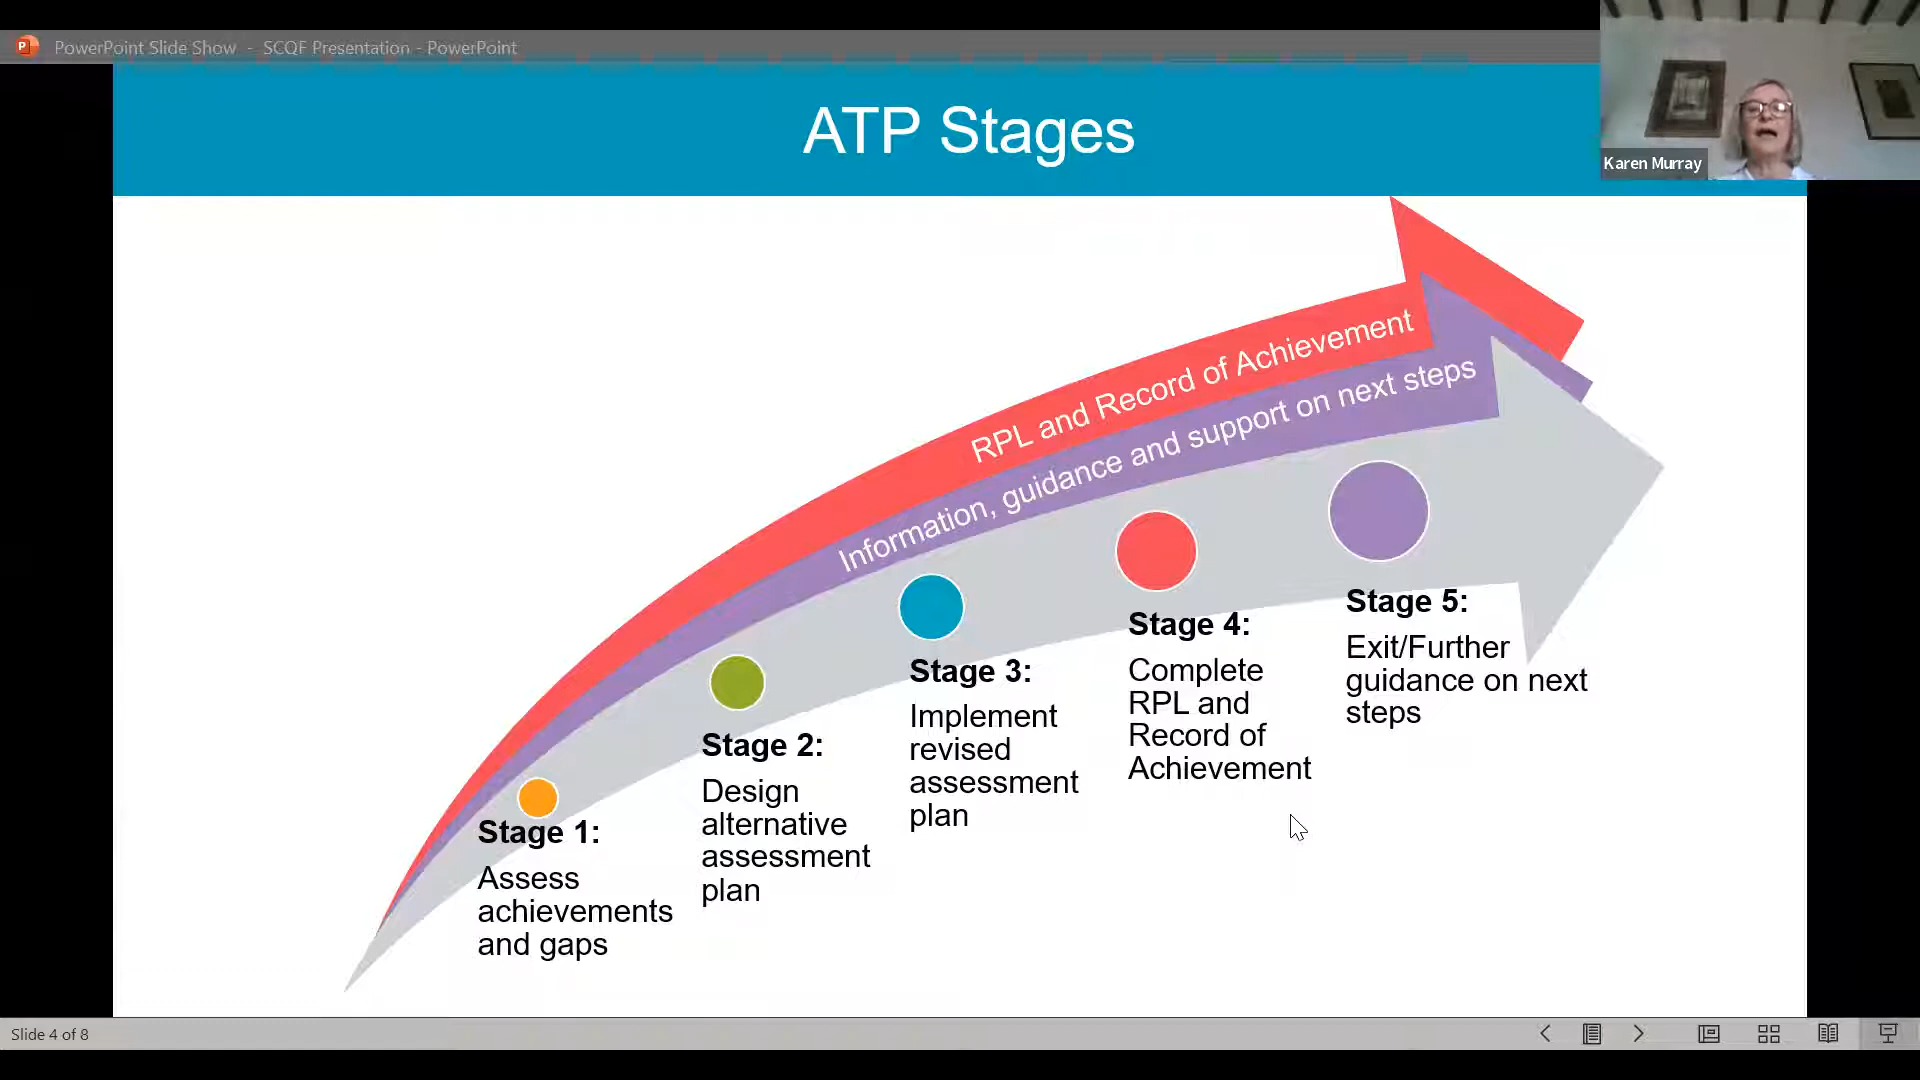 PowerPoint Slide Show - SCQF Presentation - PowerPoint
Karen Murray
ATP Stages
RPL and Record of Achievement
Information, guidance and support on next steps
Stage 1:
Assess
achievements
and gaps
Stage 2:
Design
alternative
assessment
plan
Stage 3:
Implement
revised
assessment
plan
Stage 4:
Complete
RPL and
Record of
Achievement
Stage 5:
Exit/Further
guidance on next
steps
Slide 4 of 8